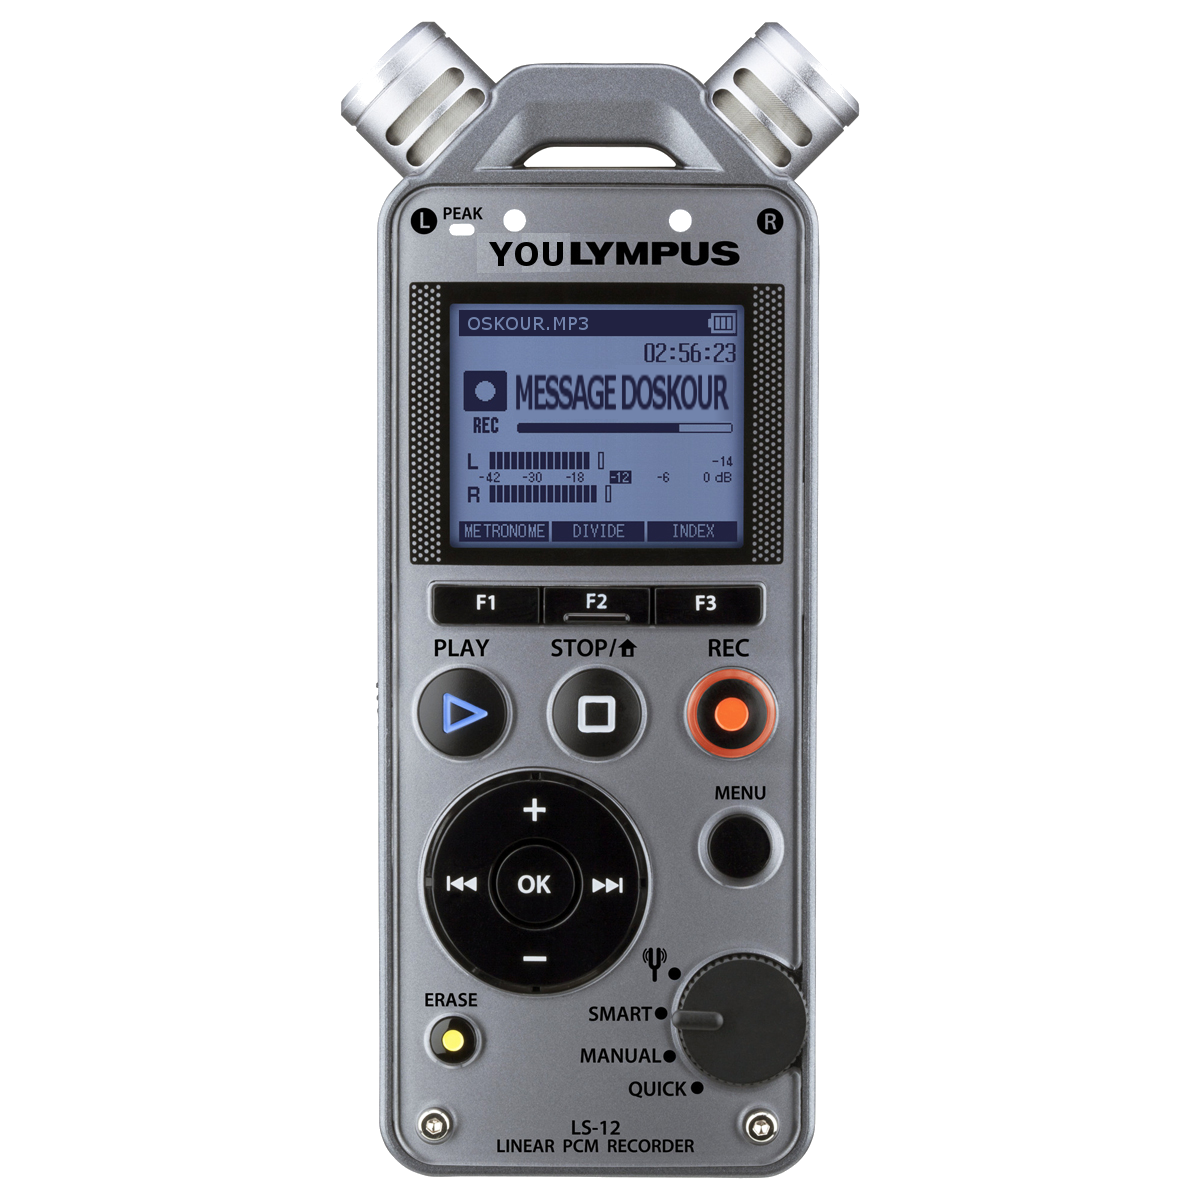 L PEAK R
YOULYMPUS
OSKOUR.MP3
02:56:23
MESSAGE DOSKOUR
REC
L -14
-42 -30 -18 -12 -6 0 dB
R
METRONOME DIVIDE INDEX
F1 F2 F3
PLAY STOP/ REC
MENU
+
OK
−
ERASE
SMART
MANUAL
QUICK
LS-12
LINEAR PCM RECORDER